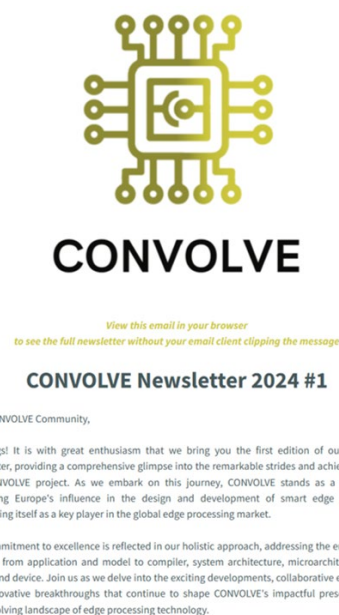 CONVOLVE
View this email in your browser
to see the full newsletter without your email client clipping the message
CONVOLVE Newsletter 2024 #1
NVOLVE Community,
gs! It is with great enthusiasm that we bring you the first edition of ou
er, providing a comprehensive glimpse into the remarkable strides and achie
NVOLVE project. As we embark on this journey, CONVOLVE stands as a
ng Europe's influence in the design and development of smart edge
ing itself as a key player in the global edge processing market.
mitment to excellence is reflected in our holistic approach, addressing the e
from application and model to compiler, system architecture, microarchit
nd device. Join us as we delve into the exciting developments, collaborative e
ovative breakthroughs that continue to shape CONVOLVE's impactful pres
olving landscape of edge processing technology.